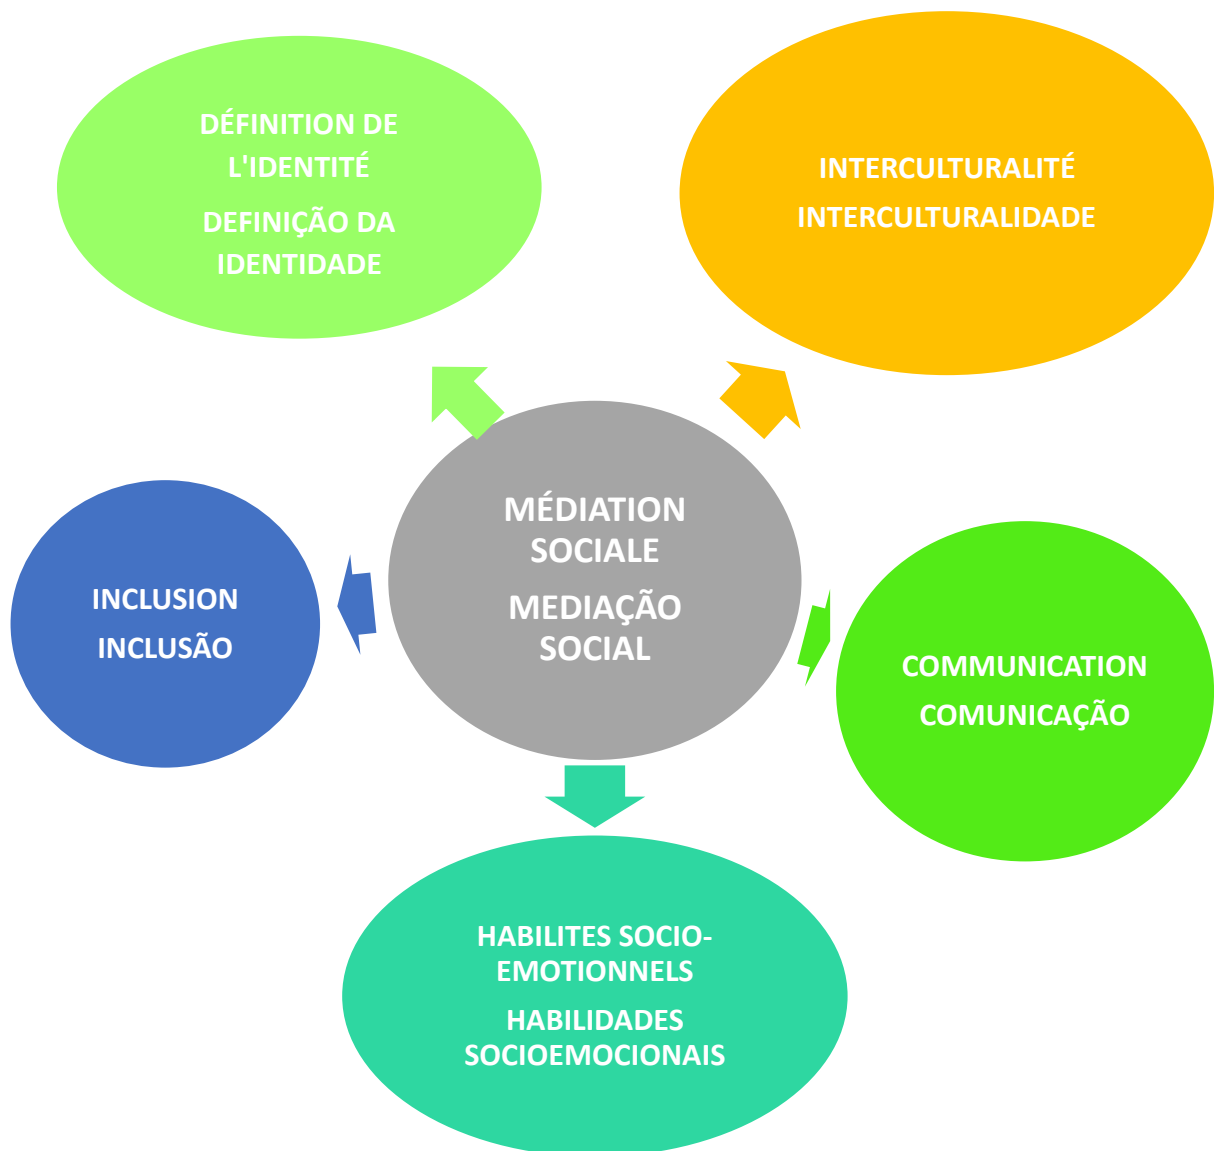 DÉFINITION DE
L'IDENTITÉ
DEFINIÇÃO DA
IDENTIDADE
INTERCULTURALITÉ
INTERCULTURALIDADE
MÉDIATION
SOCIALE
MEDIAÇÃO
SOCIAL
INCLUSION
INCLUSÃO
COMMUNICATION
COMUNICAÇÃO
HABILITES SOCIO-
EMOTIONNELS
HABILIDADES
SOCIOEMOCIONAIS